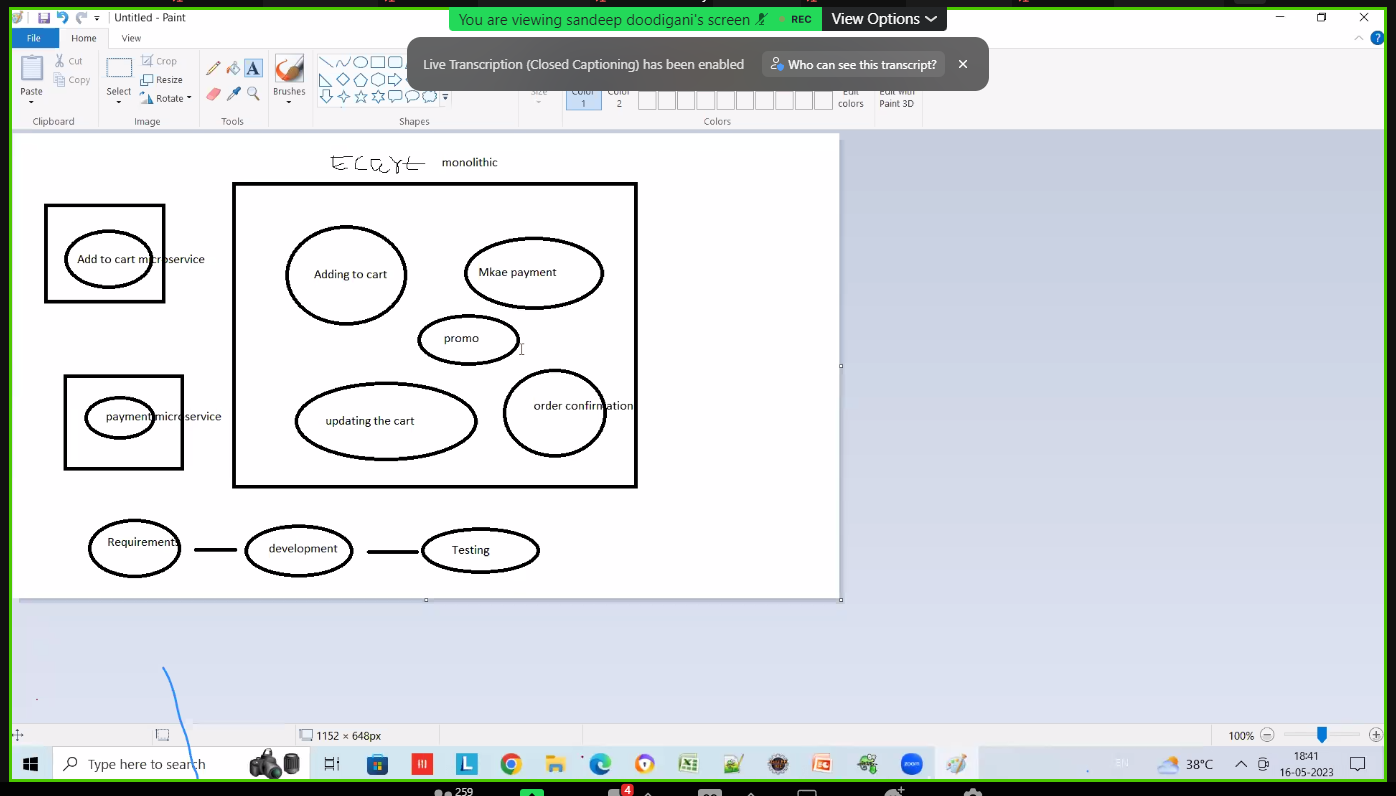 Untitled - Paint
You are viewing sandeep doodigani's screen
REC
View Options
File
Home
View
Live Transcription (Closed Captioning) has been enabled
Who can see this transcript?
Paste
Cut
Copy
Clipboard
Select
Crop
Resize
Rotate
Image
A
Tools
Brushes
Shapes
Size
Color
1
Color
2
Edit
colors
Edit with
Paint 3D
Colors
ECart monolithic
Add to cart microservice
Adding to cart
Mkae payment
promo
payment microservice
updating the cart
order confirmation
Requirements
development
Testing
1152 × 648px
100%
Type here to search
L
zoom
EN
38°C
18:41
16-05-2023
259
4